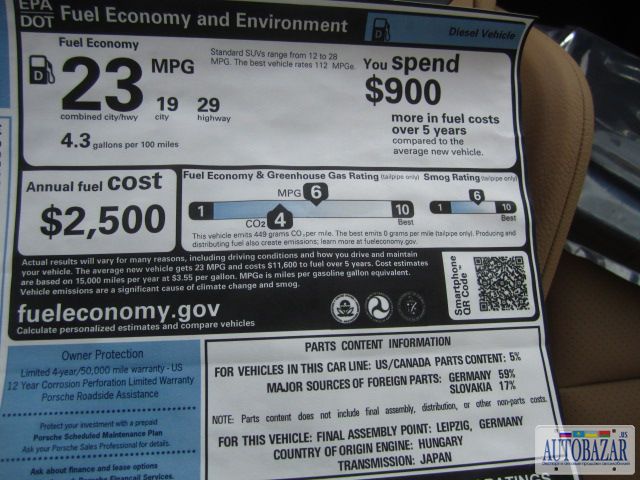 EPA
DOT Fuel Economy and Environment
Diesel Vehicle
D
Fuel Economy
23 MPG
19 29
combined city/hwy city highway
4.3 gallons per 100 miles
Standard SUVs range from 12 to 28
MPG. The best vehicle rates 112 MPGe.
You spend
$900
more in fuel costs
over 5 years
compared to the
average new vehicle.
Annual fuel cost
$2,500
Fuel Economy & Greenhouse Gas Rating (tailpipe only)
MPG 6
1 10
CO2 4 Best
Smog Rating (tailpipe only)
6
1 10
Best
This vehicle emits 449 grams CO2 per mile. The best emits 0 grams per mile (tailpipe only). Producing and
distributing fuel also create emissions; learn more at fueleconomy.gov.
Actual results will vary for many reasons, including driving conditions and how you drive and maintain
your vehicle. The average new vehicle gets 23 MPG and costs $11,600 to fuel over 5 years. Cost estimates
are based on 15,000 miles per year at $3.55 per gallon. MPGe is miles per gasoline gallon equivalent.
Vehicle emissions are a significant cause of climate change and smog.
fueleconomy.gov
Calculate personalized estimates and compare vehicles
Smartphone
QR Code
Owner Protection
Limited 4-year/50,000 mile warranty - US
12 Year Corrosion Perforation Limited Warranty
Porsche Roadside Assistance
Protect your investment with a prepaid
Porsche Scheduled Maintenance Plan
Ask your Porsche Sales Professional for details.
Ask about finance and lease options
PARTS CONTENT INFORMATION
FOR VEHICLES IN THIS CAR LINE: US/CANADA PARTS CONTENT: 5%
MAJOR SOURCES OF FOREIGN PARTS: GERMANY 59%
SLOVAKIA 17%
NOTE: Parts content does not include final assembly, distribution, or other non-parts costs.
FOR THIS VEHICLE: FINAL ASSEMBLY POINT: LEIPZIG, GERMANY
COUNTRY OF ORIGIN ENGINE: HUNGARY
TRANSMISSION: JAPAN
RATINGS
AUTOBAZAR
.us